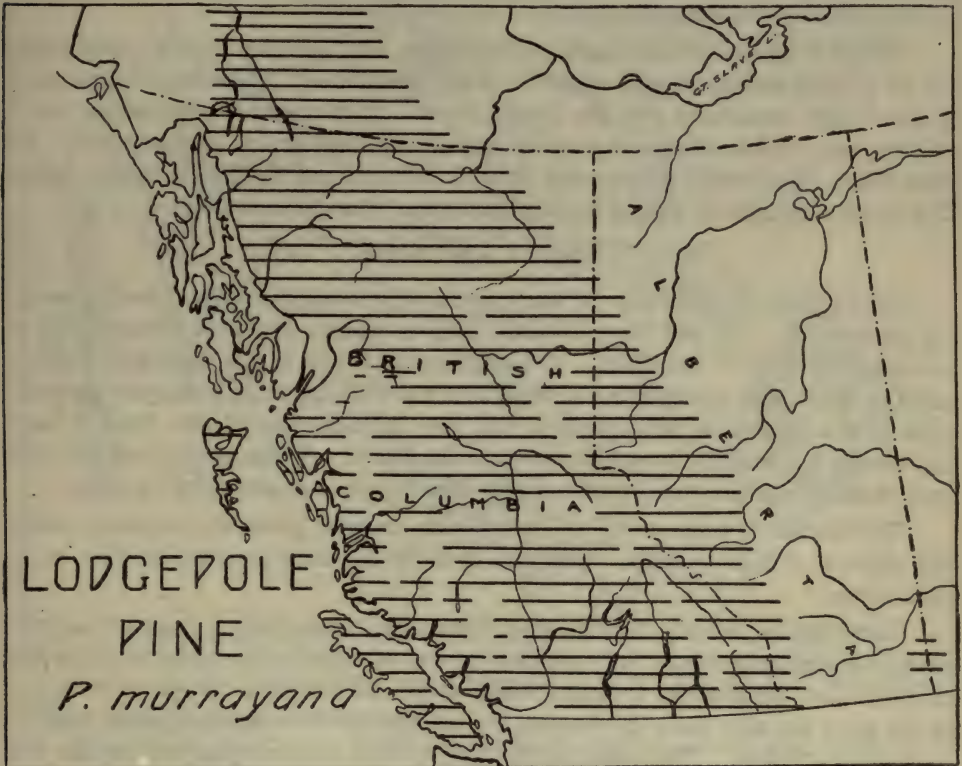 GT. SLAVE L.
ALBERTA
BRITISH
COLUMBIA
LODGEPOLE
PINE
P. murrayana